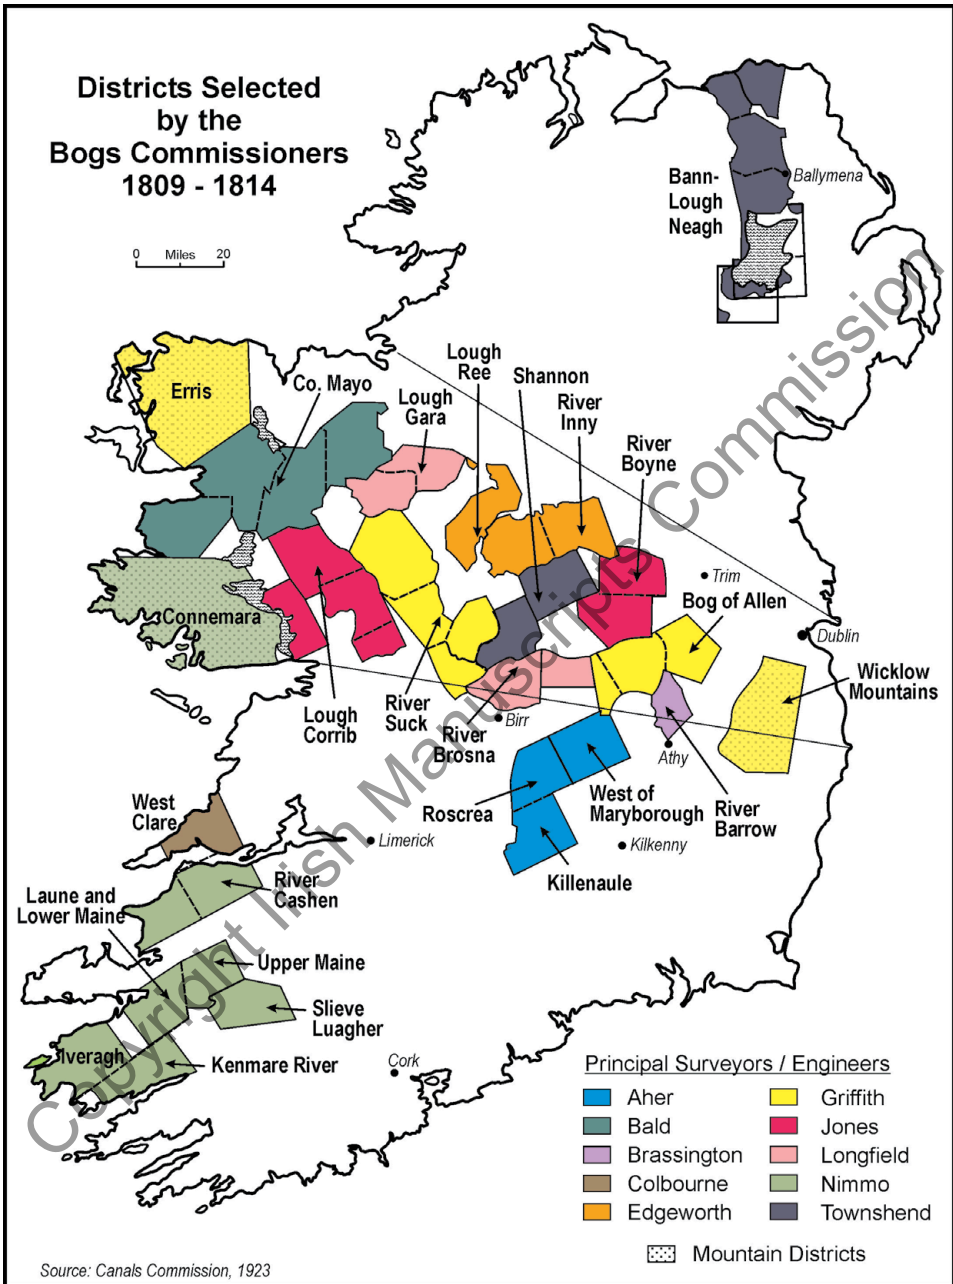 Districts Selected
by the
Bogs Commissioners
1809 - 1814
0 Miles 20
Bann-
Lough
Neagh
Ballymena
Erris
Co. Mayo
Lough
Gara
Lough
Ree
Shannon
River
Inny
River
Boyne
Trim
Bog of Allen
Dublin
Connemara
Wicklow
Mountains
Lough
Corrib
River
Suck
River
Brosna
Birr
Athy
West
Clare
Roscrea
West of
Maryborough
River
Barrow
Limerick
Kilkenny
Killenaule
River
Cashen
Laune and
Lower Maine
Upper Maine
Slieve
Luagher
Iveragh
Kenmare River
Cork
Principal Surveyors / Engineers
Aher
Bald
Brassington
Colbourne
Edgeworth
Griffith
Jones
Longfield
Nimmo
Townshend
Mountain Districts
Source: Canals Commission, 1923
Copyright Irish Manuscripts Commission